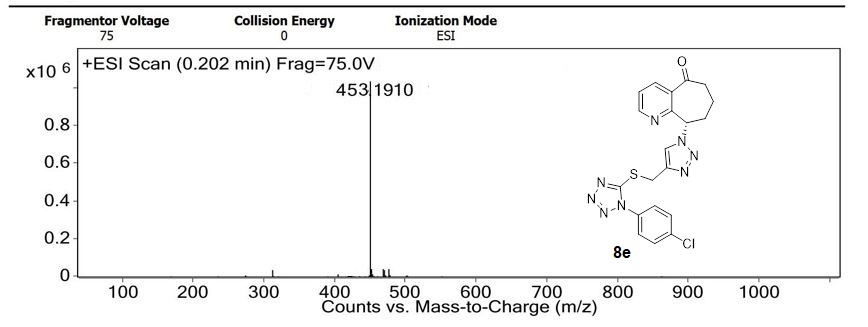 Fragmentor Voltage Collision Energy Ionization Mode
75 0 ESI
+ESI Scan (0.202 min) Frag=75.0V
x10 6
453.1910
0.8
0.6
0.4
0.2
0
100 200 300 400 500 600 700 800 900 1000
Counts vs. Mass-to-Charge (m/z)
O
N
N
N
N
S
N
N
N
N
Cl
8e